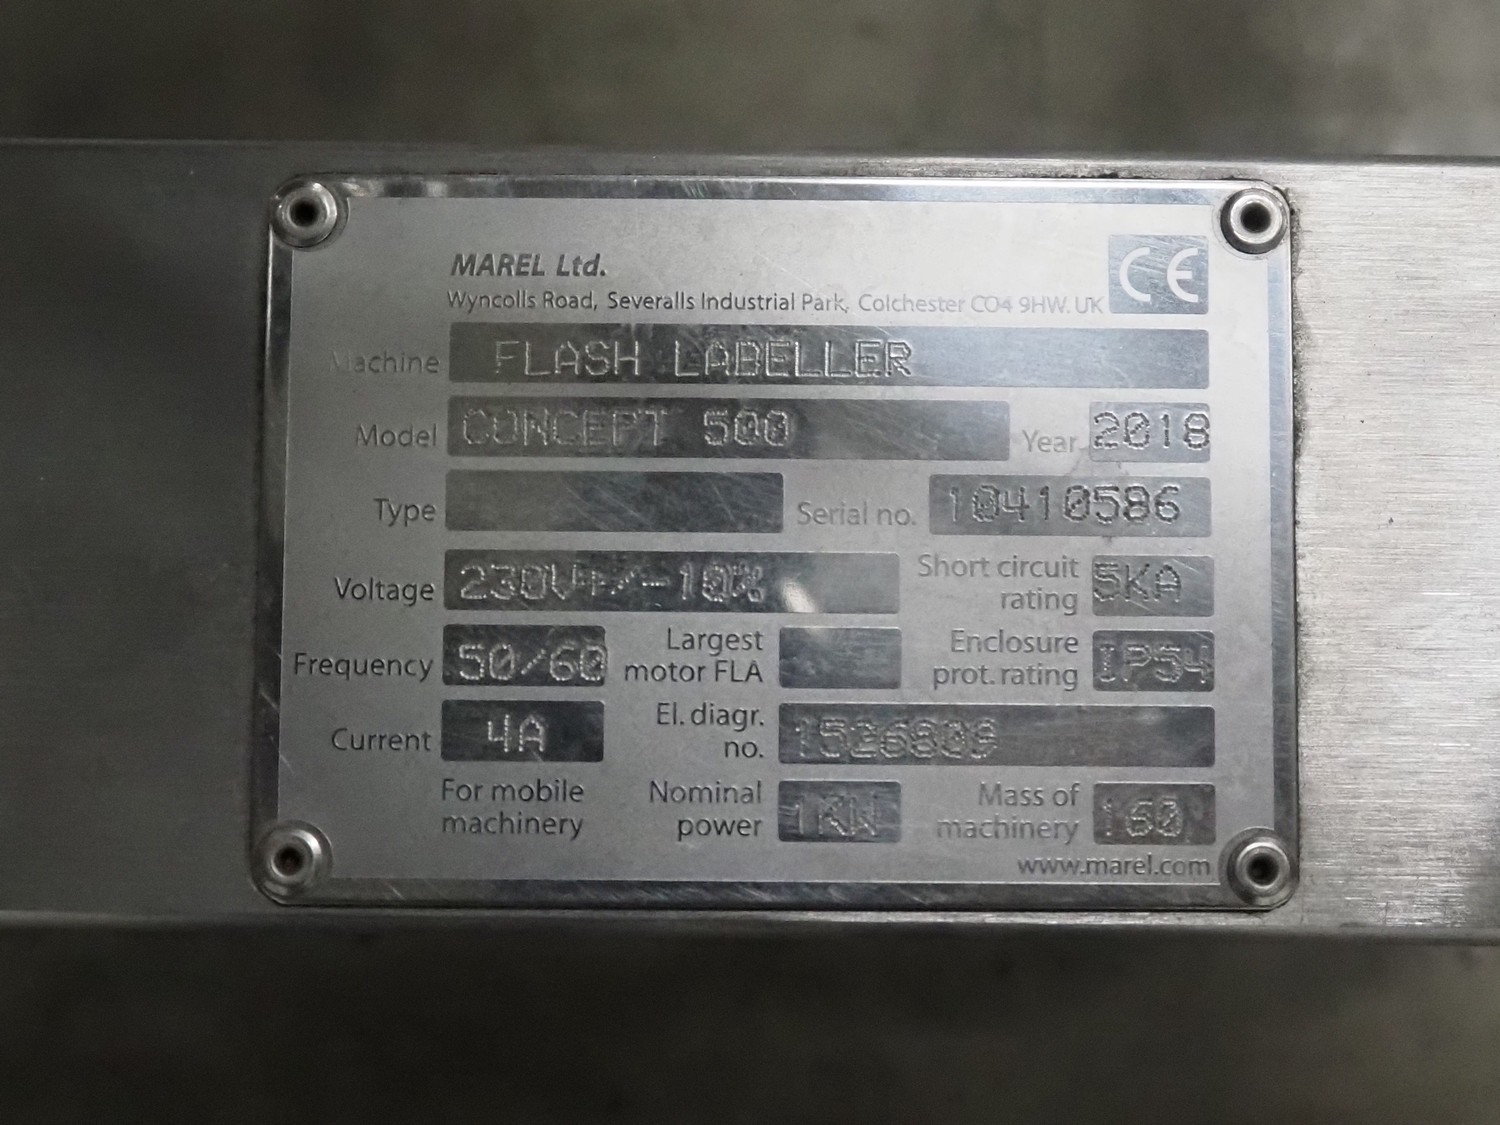 MAREL Ltd.
Wyncolls Road, Severalls Industrial Park, Colchester CO4 9HW. UK
CE
Machine FLASH LABELLER
Model CONCEPT 500 Year 2018
Type Serial no. 10410586
Voltage 230V+/-10% Short circuit rating 5KA
Frequency 50/60 Largest motor FLA Enclosure prot. rating IP54
Current 4A El. diagr. no. 1526809
For mobile machinery Nominal power 1KW Mass of machinery 160
www.marel.com